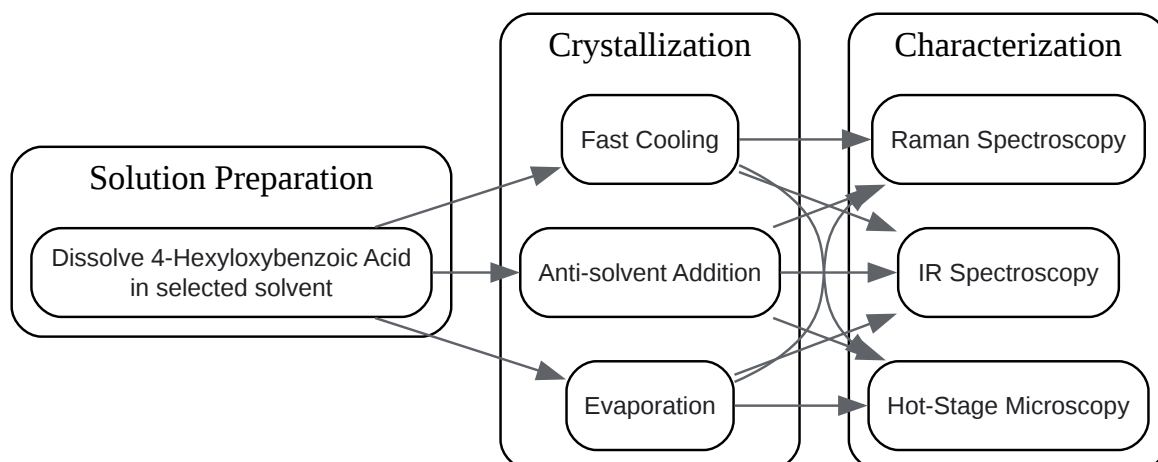 Solution Preparation
Dissolve 4-Hexyloxybenzoic Acid
in selected solvent
Crystallization
Fast Cooling
Anti-solvent Addition
Evaporation
Characterization
Raman Spectroscopy
IR Spectroscopy
Hot-Stage Microscopy